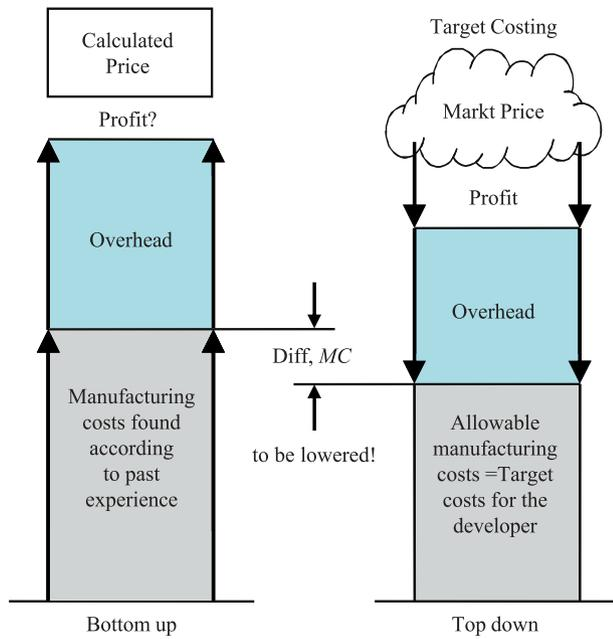 Calculated
Price
Profit?
Overhead
Manufacturing
costs found
according
to past
experience
Bottom up
Diff, MC
to be lowered!
Target Costing
Markt Price
Profit
Overhead
Allowable
manufacturing
costs =Target
costs for the
developer
Top down